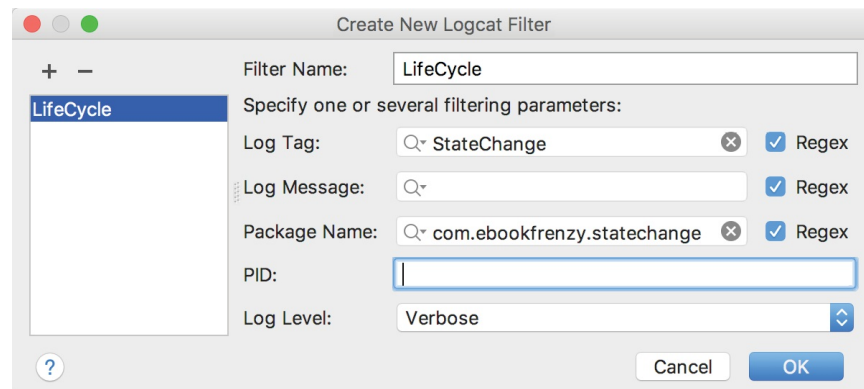 Create New Logcat Filter
+ −
Filter Name: LifeCycle
LifeCycle
Specify one or several filtering parameters:
Log Tag: StateChange Regex
Log Message: Regex
Package Name: com.ebookfrenzy.statechange Regex
PID:
Log Level: Verbose
? Cancel OK